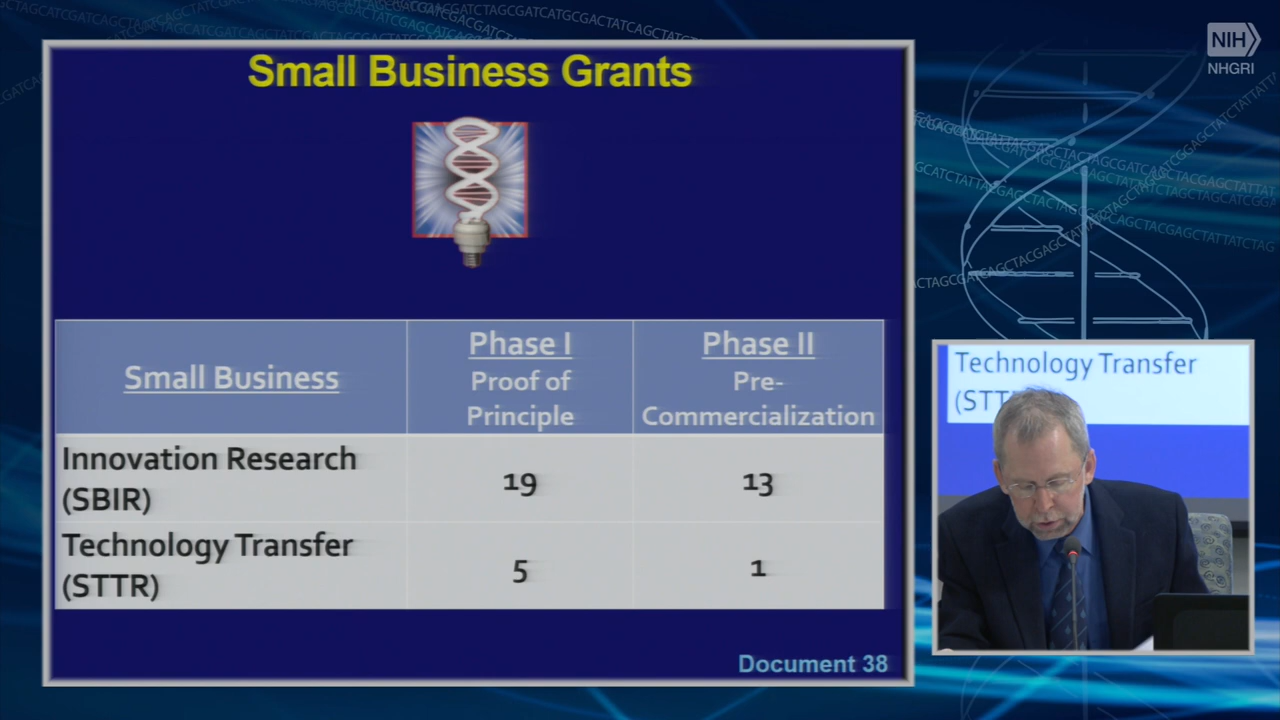 NIH
NHGRI
Small Business Grants
Small Business
Phase I
Proof of
Principle
Phase II
Pre-
Commercialization
Innovation Research
(SBIR)
19
13
Technology Transfer
(STTR)
5
1
Document 38
Technology Transfer